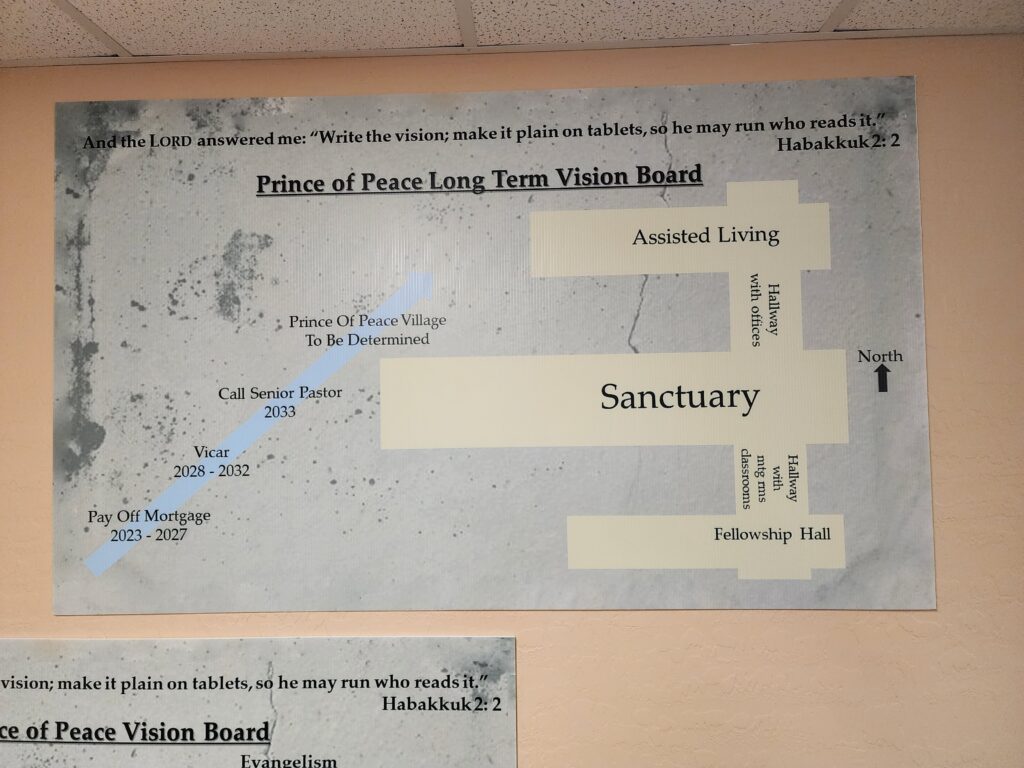 And the LORD answered me: “Write the vision; make it plain on tablets, so he may run who reads it.”
Habakkuk 2: 2
Prince of Peace Long Term Vision Board
Assisted Living
Hallway
with offices
Prince Of Peace Village
To Be Determined
North
Call Senior Pastor
2033
Sanctuary
Vicar
2028 - 2032
Hallway
with
mtg rms
classrooms
Pay Off Mortgage
2023 - 2027
Fellowship Hall
vision; make it plain on tablets, so he may run who reads it.”
Habakkuk 2: 2
ce of Peace Vision Board
Evangelism